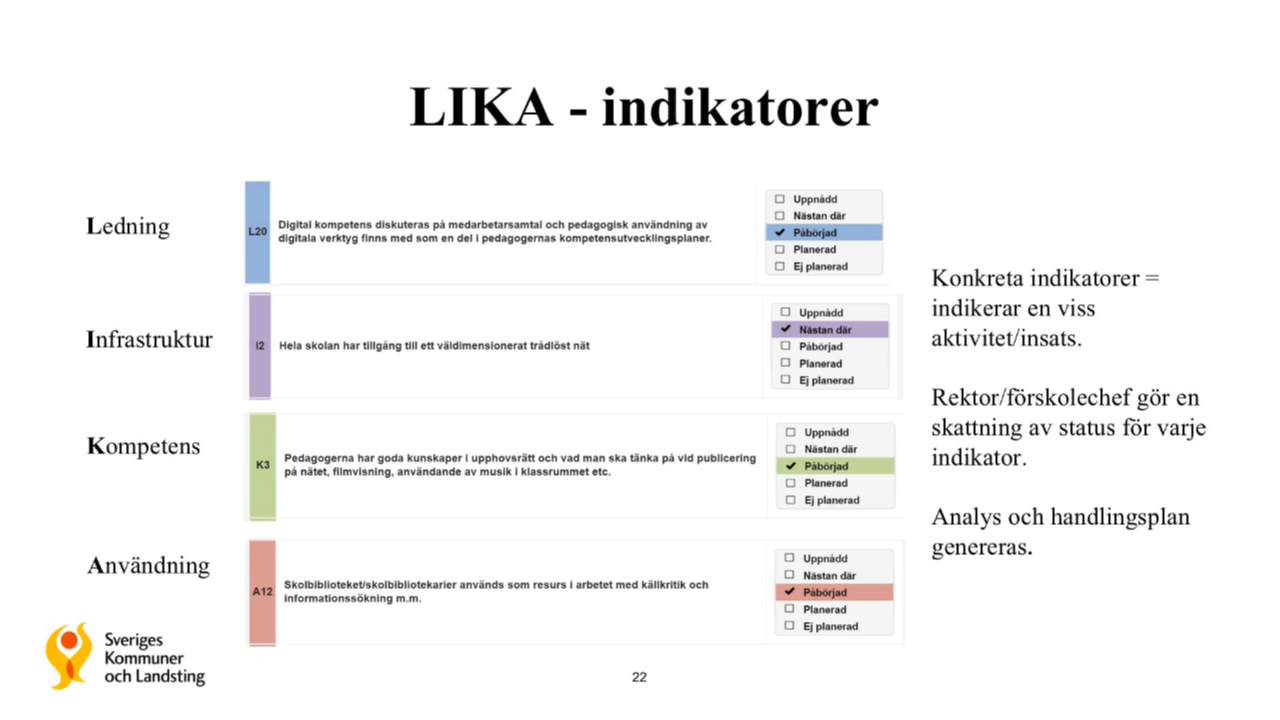 LIKA - indikatorer
Ledning
L20
Digital kompetens diskuteras på medarbetarsamtal och pedagogisk användning av
digitala verktyg finns med som en del i pedagogernas kompetensutvecklingsplaner.
Uppnådd
Nästan där
Påbörjad
Planerad
Ej planerad
Infrastruktur
I2
Hela skolan har tillgång till ett väldimensionerat trådlöst nät
Uppnådd
Nästan där
Påbörjad
Planerad
Ej planerad
Kompetens
K3
Pedagogerna har goda kunskaper i upphovsrätt och vad man ska tänka på vid publicering
på nätet, filmvisning, användande av musik i klassrummet etc.
Uppnådd
Nästan där
Påbörjad
Planerad
Ej planerad
Användning
A12
Skolbiblioteket/skolbibliotekarier används som resurs i arbetet med källkritik och
informationssökning m.m.
Uppnådd
Nästan där
Påbörjad
Planerad
Ej planerad
Konkreta indikatorer =
indikerar en viss
aktivitet/insats.
Rektor/förskolechef gör en
skattning av status för varje
indikator.
Analys och handlingsplan
genereras.
Sveriges
Kommuner
och Landsting
22